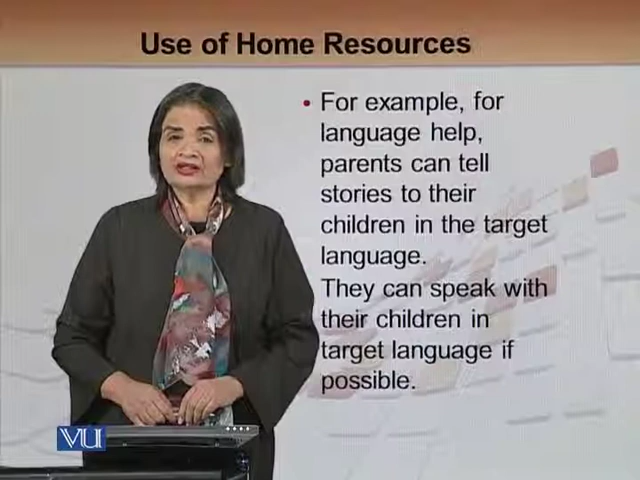 Use of Home Resources
• For example, for
language help,
parents can tell
stories to their
children in the target
language.
They can speak with
their children in
target language if
possible.
VU